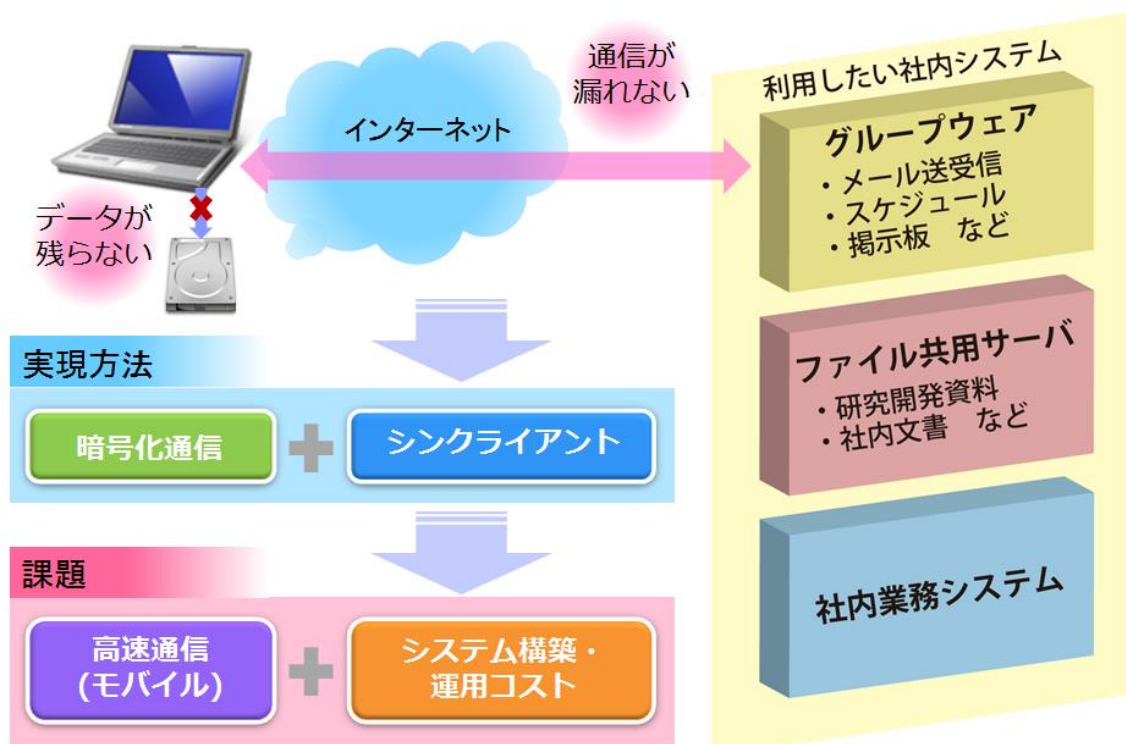 通信が
漏れない
インターネット
データが
残らない
利用したい社内システム
グループウェア
・メール送受信
・スケジュール
・掲示板　など
ファイル共用サーバ
・研究開発資料
・社内文書　など
社内業務システム
実現方法
暗号化通信
シンクライアント
課題
高速通信
(モバイル)
システム構築・
運用コスト